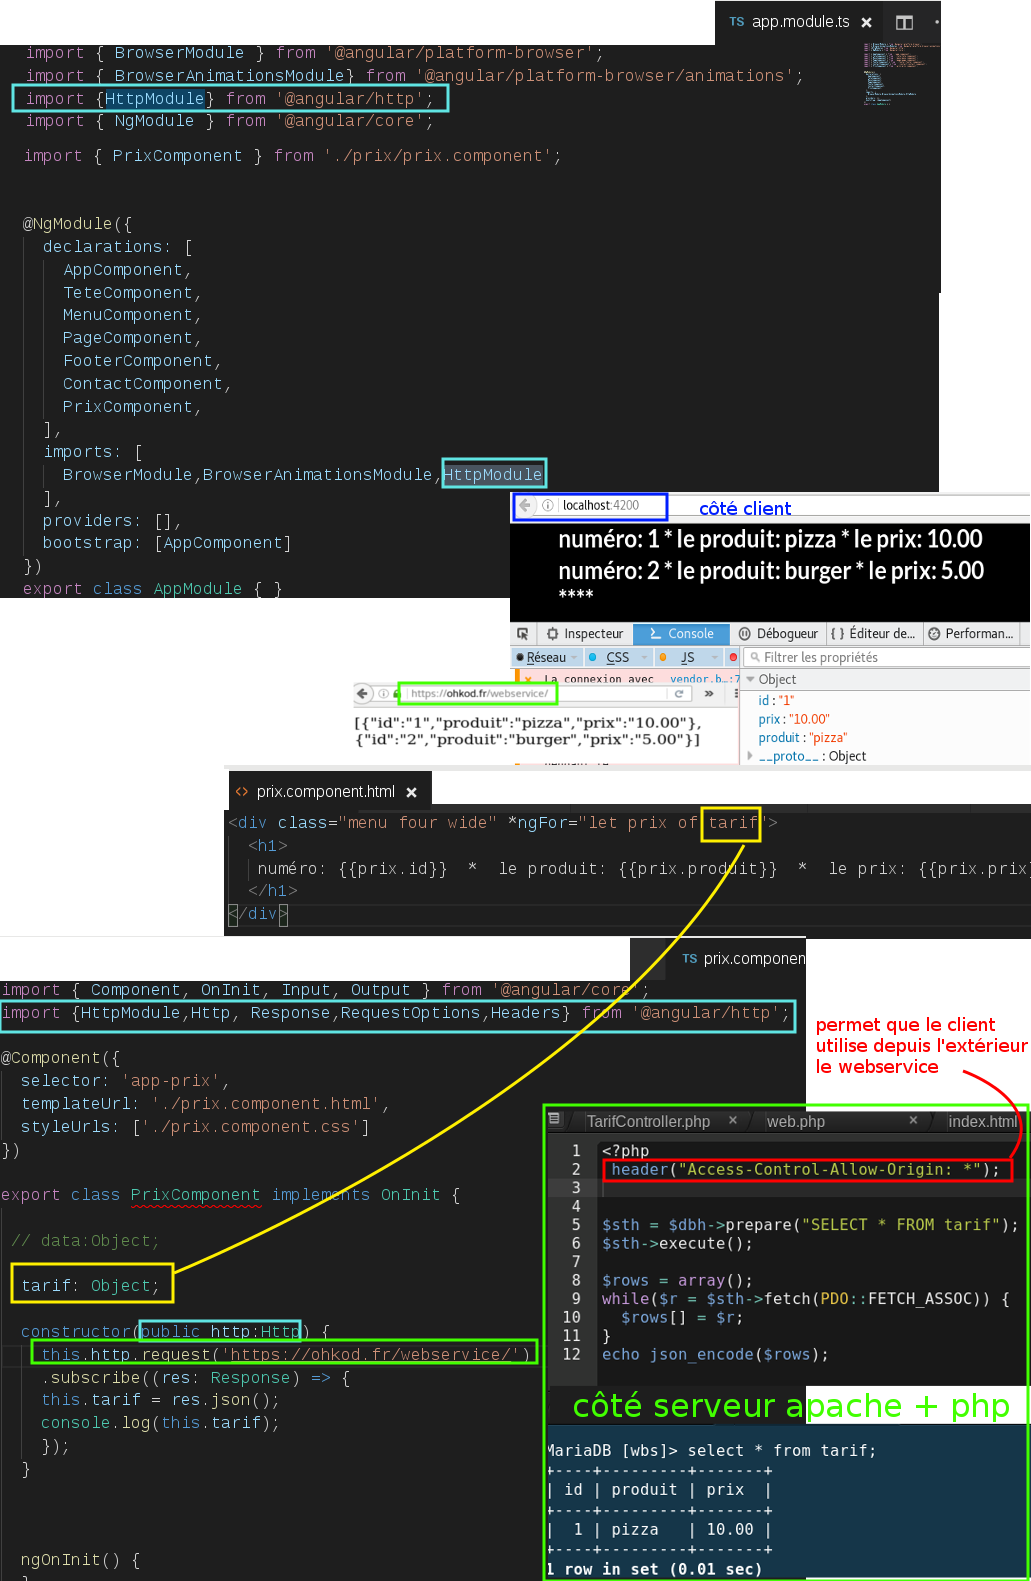 TS app.module.ts ×
import { BrowserModule } from '@angular/platform-browser';
import { BrowserAnimationsModule} from '@angular/platform-browser/animations';
import {HttpModule} from '@angular/http';
import { NgModule } from '@angular/core';
import { PrixComponent } from './prix/prix.component';
@NgModule({
declarations: [
AppComponent,
TeteComponent,
MenuComponent,
PageComponent,
FooterComponent,
ContactComponent,
PrixComponent,
],
imports: [
BrowserModule,BrowserAnimationsModule,HttpModule
],
providers: [],
bootstrap: [AppComponent]
})
export class AppModule { }
localhost:4200
côté client
numéro: 1 * le produit: pizza * le prix: 10.00
numéro: 2 * le produit: burger * le prix: 5.00
****
Inspecteur Console Débogueur { } Éditeur de... Performan...
Réseau CSS JS Filtrer les propriétés
La connexion avec vendor.b…:7
Object
id : "1"
prix : "10.00"
produit : "pizza"
__proto__ : Object
https://ohkod.fr/webservice/
[{"id":"1","produit":"pizza","prix":"10.00"},
{"id":"2","produit":"burger","prix":"5.00"}]
<> prix.component.html ×
<div class="menu four wide" *ngFor="let prix of tarif">
<h1>
numéro: {{prix.id}} * le produit: {{prix.produit}} * le prix: {{prix.prix}
</h1>
</div>
TS prix.componen
import { Component, OnInit, Input, Output } from '@angular/core';
import {HttpModule,Http, Response,RequestOptions,Headers} from '@angular/http';
@Component({
selector: 'app-prix',
templateUrl: './prix.component.html',
styleUrls: ['./prix.component.css']
})
export class PrixComponent implements OnInit {
// data:Object;
tarif: Object;
constructor(public http:Http) {
this.http.request('https://ohkod.fr/webservice/')
.subscribe((res: Response) => {
this.tarif = res.json();
console.log(this.tarif);
});
}
ngOnInit() {
permet que le client
utilise depuis l'extérieur
le webservice
TarifController.php × web.php × index.html
1 <?php
2 header("Access-Control-Allow-Origin: *");
3
4
5 $sth = $dbh->prepare("SELECT * FROM tarif");
6 $sth->execute();
7
8 $rows = array();
9 while($r = $sth->fetch(PDO::FETCH_ASSOC)) {
10 $rows[] = $r;
11 }
12 echo json_encode($rows);
côté serveur apache + php
MariaDB [wbs]> select * from tarif;
+----+---------+-------+
| id | produit | prix |
+----+---------+-------+
| 1 | pizza | 10.00 |
+----+---------+-------+
1 row in set (0.01 sec)